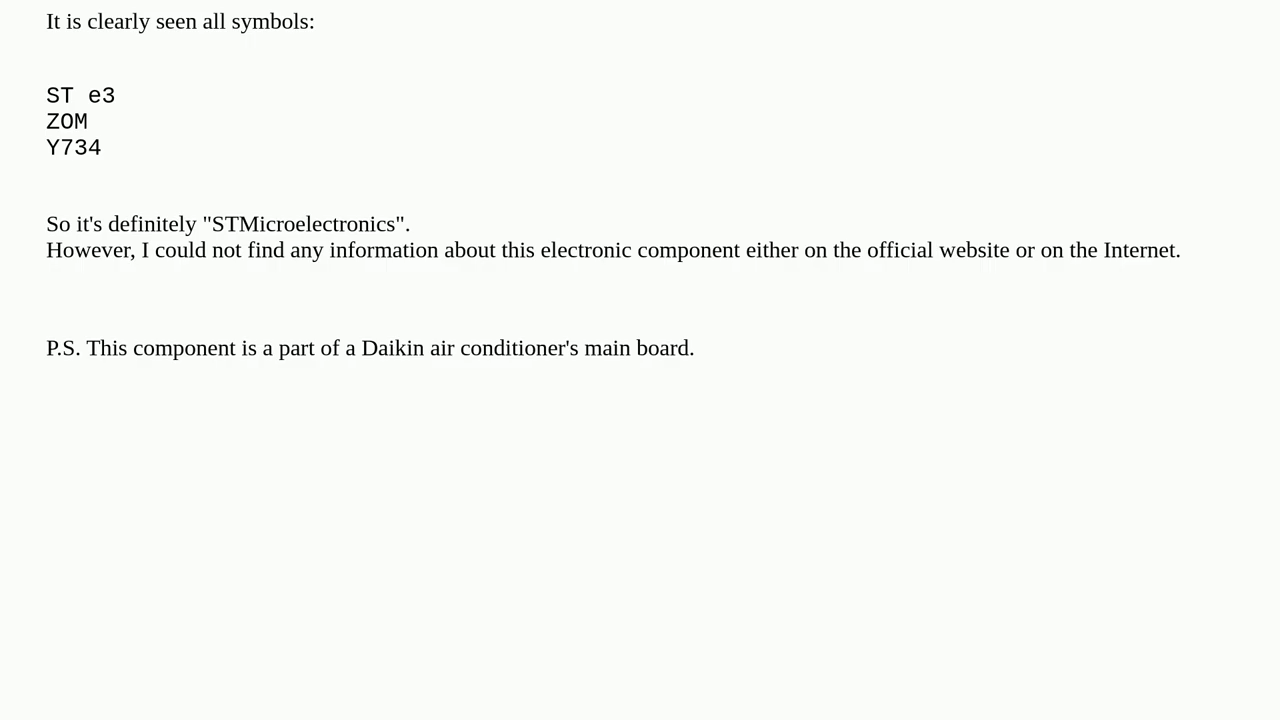 It is clearly seen all symbols:
ST e3
ZOM
Y734
So it's definitely "STMicroelectronics".
However, I could not find any information about this electronic component either on the official website or on the Internet.
P.S. This component is a part of a Daikin air conditioner's main board.